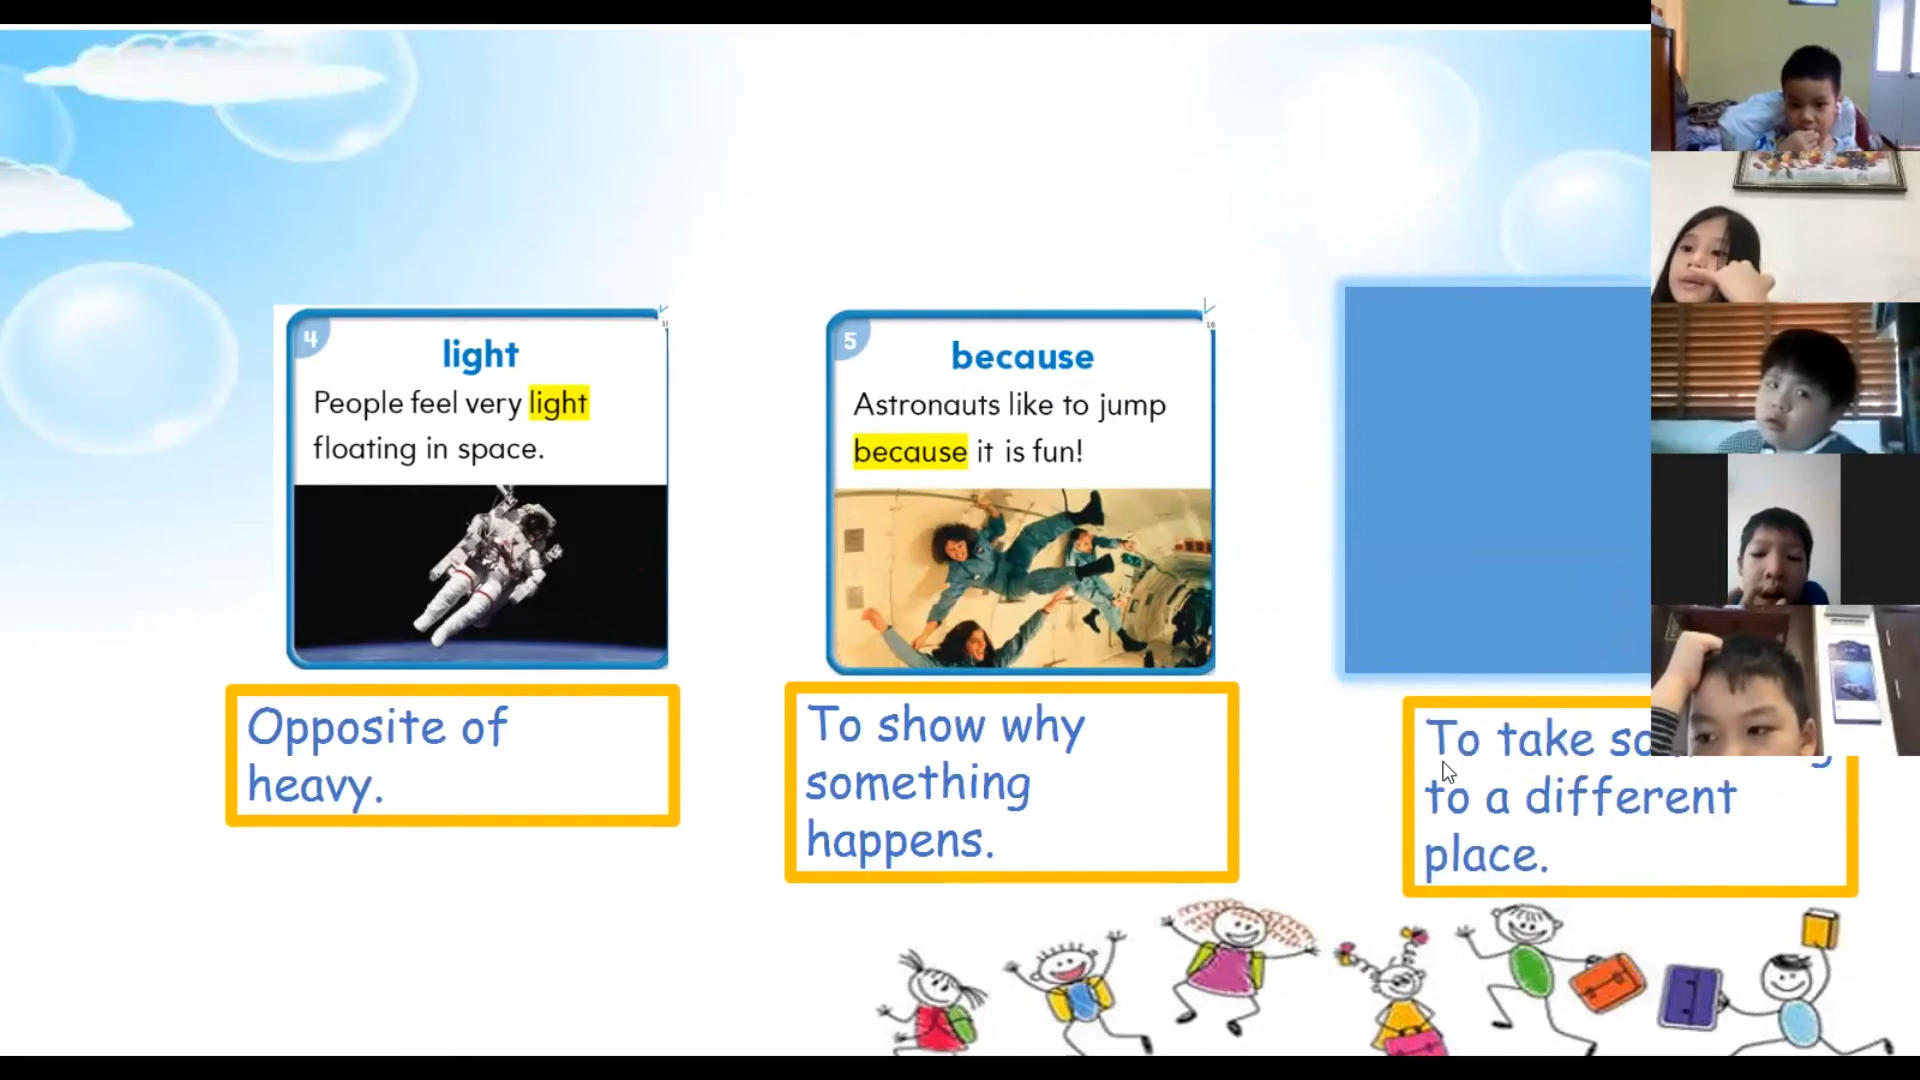 4
light
People feel very light
floating in space.
5
because
Astronauts like to jump
because it is fun!
Opposite of
heavy.
To show why
something
happens.
To take
to a different
place.